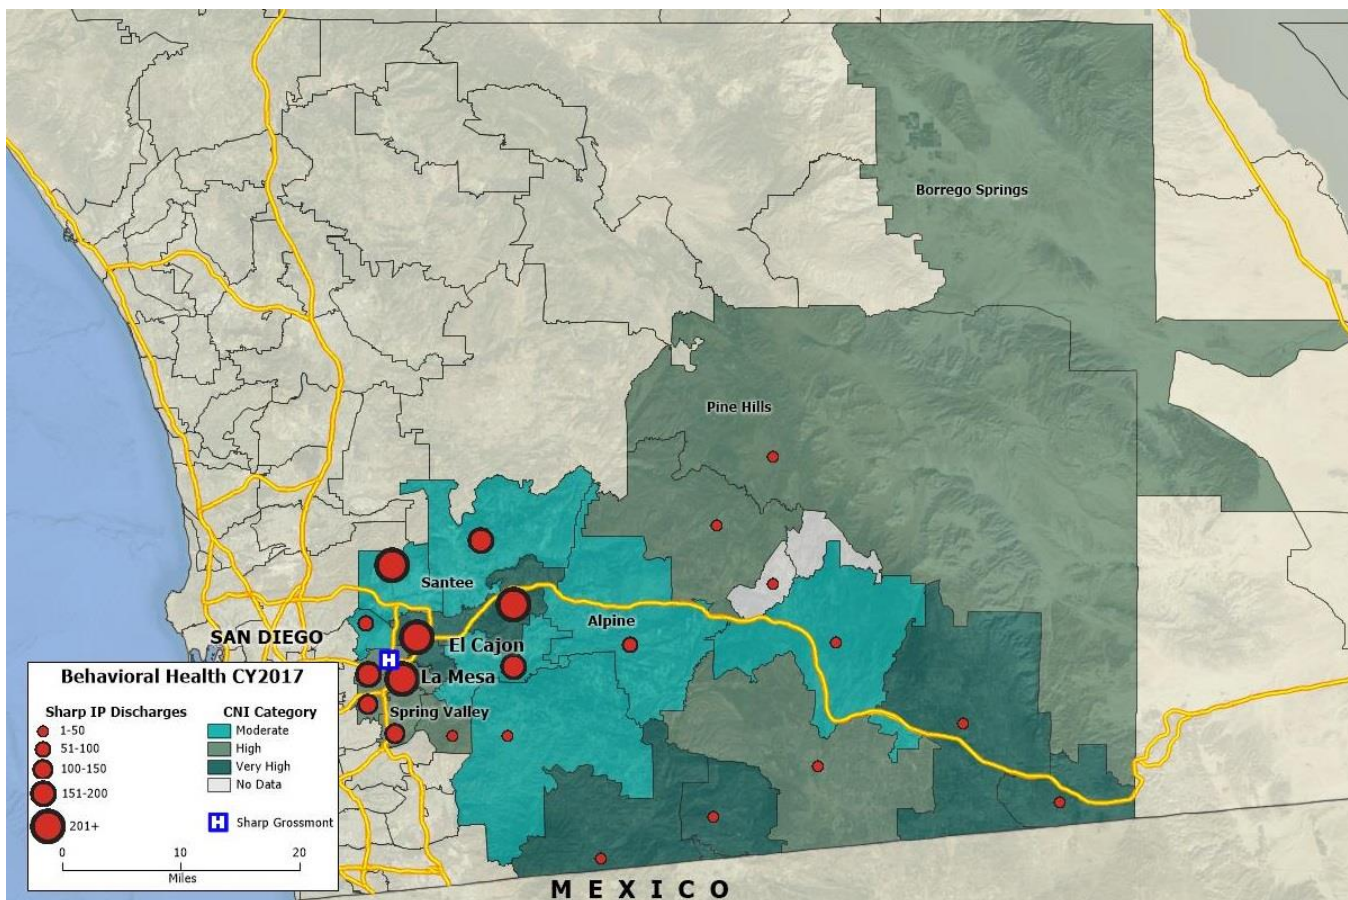 Borrego Springs
Pine Hills
Santee
Alpine
SAN DIEGO
El Cajon
La Mesa
Spring Valley
MEXICO
Behavioral Health CY2017
Sharp IP Discharges
1-50
51-100
100-150
151-200
201+
CNI Category
Moderate
High
Very High
No Data
H Sharp Grossmont
0 10 20
Miles
H